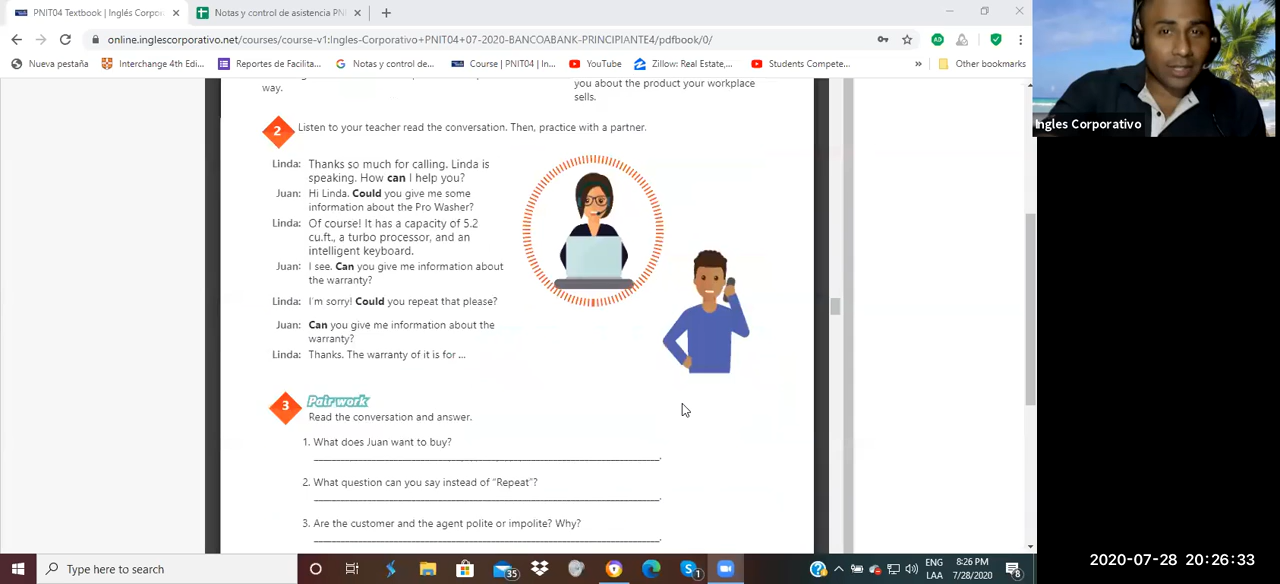 PNIT04 Textbook | Inglés Corpor
Notas y control de asistencia PN
online.inglescorporativo.net/courses/course-v1:Ingles-Corporativo+PNIT04+07-2020-BANCOABANK-PRINCIPIANTE4/pdfbook/0/
Nueva pestaña
Interchange 4th Edi...
Reportes de Facilita...
Notas y control de...
Course | PNIT04 | In...
YouTube
Zillow: Real Estate,...
Students Compete...
»
Other bookmarks
way.
you about the product your workplace
sells.
2 Listen to your teacher read the conversation. Then, practice with a partner.
Linda: Thanks so much for calling. Linda is
speaking. How can I help you?
Juan: Hi Linda. Could you give me some
information about the Pro Washer?
Linda: Of course! It has a capacity of 5.2
cu.ft., a turbo processor, and an
intelligent keyboard.
Juan: I see. Can you give me information about
the warranty?
Linda: I'm sorry! Could you repeat that please?
Juan: Can you give me information about the
warranty?
Linda: Thanks. The warranty of it is for ...
3 Pair work
Read the conversation and answer.
1. What does Juan want to buy?
2. What question can you say instead of “Repeat”?
3. Are the customer and the agent polite or impolite? Why?
Ingles Corporativo
2020-07-28 20:26:33
Type here to search
35
1
ENG
LAA
8:26 PM
7/28/2020
8